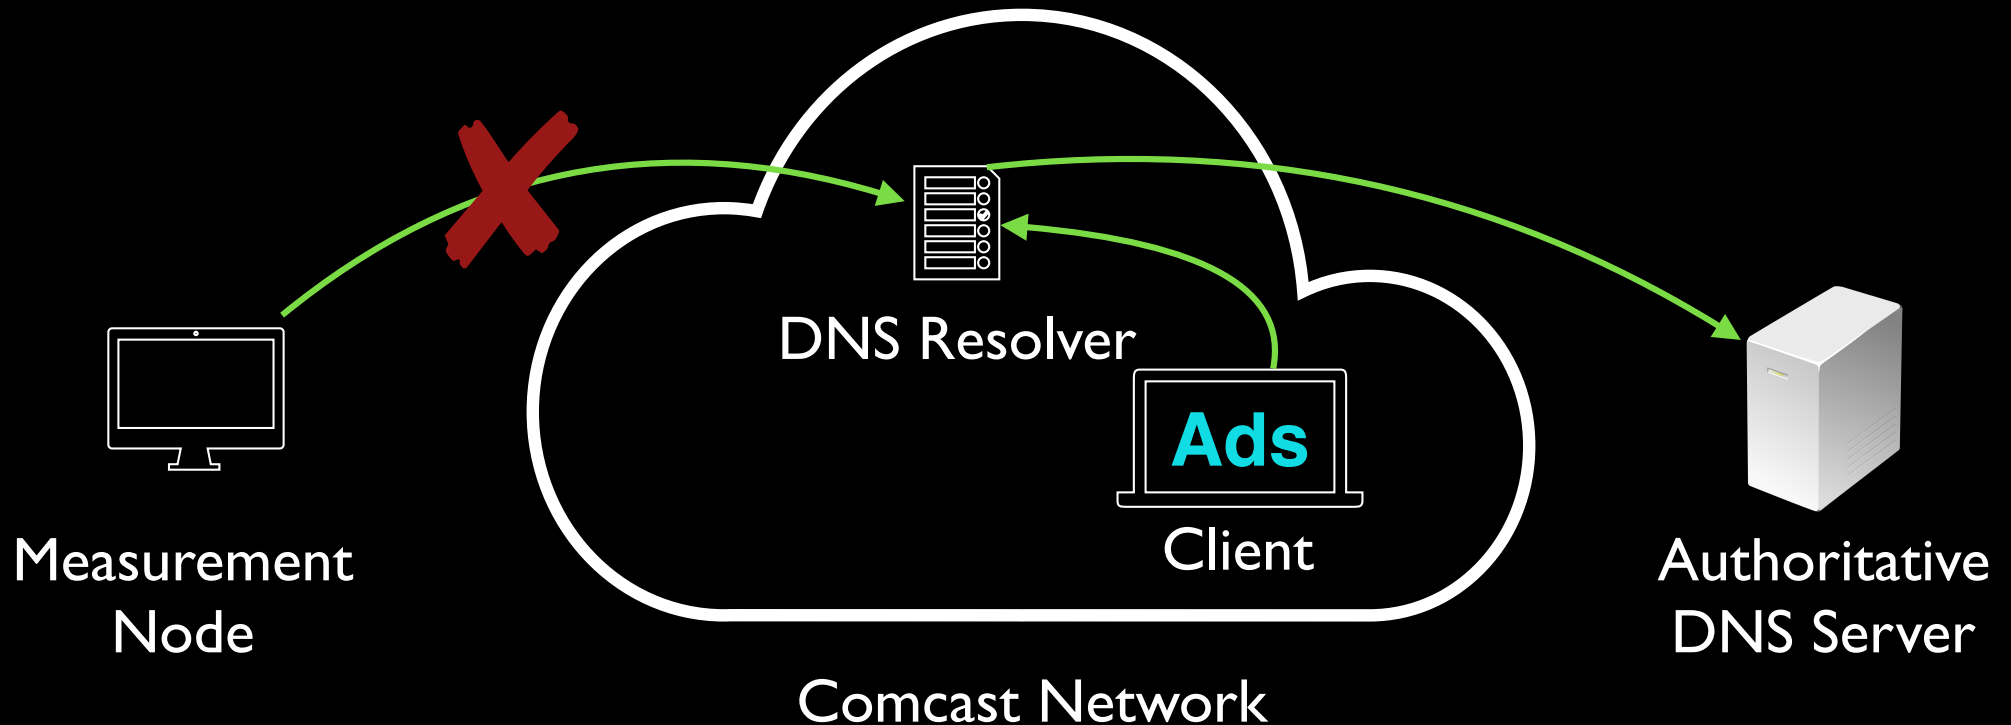 DNS Resolver
Ads
Client
Measurement
Node
Authoritative
DNS Server
Comcast Network